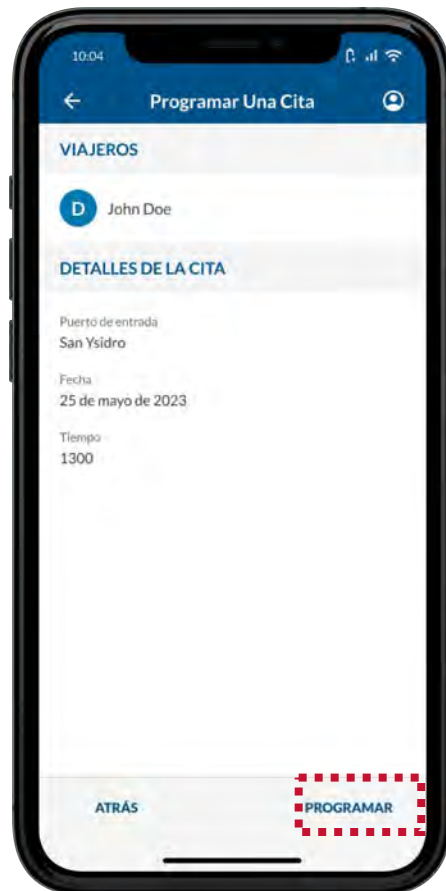 10:04
Programar Una Cita
VIAJEROS
D John Doe
DETALLES DE LA CITA
Puerto de entrada
San Ysidro
Fecha
25 de mayo de 2023
Tiempo
1300
ATRÁS PROGRAMAR